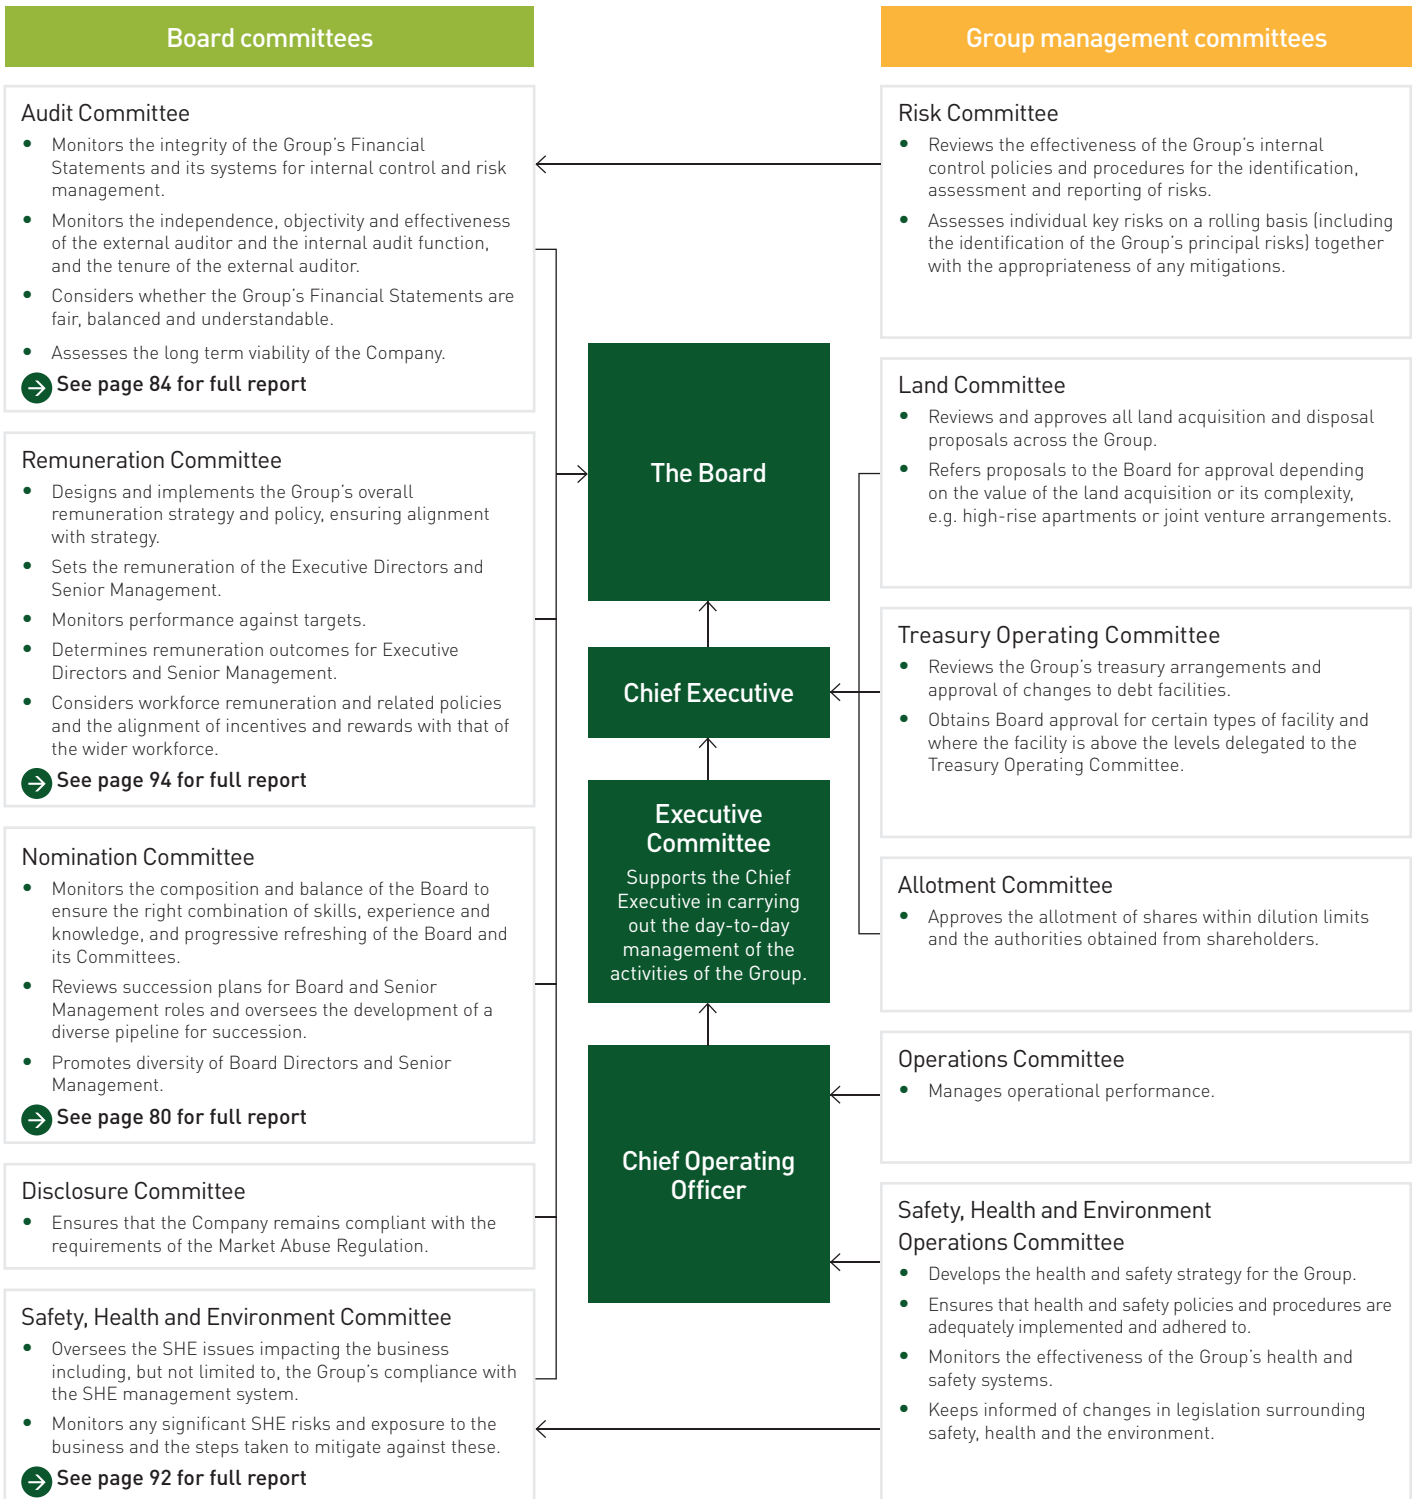 Board committees
Audit Committee
• Monitors the integrity of the Group's Financial
Statements and its systems for internal control and risk
management.
• Monitors the independence, objectivity and effectiveness
of the external auditor and the internal audit function,
and the tenure of the external auditor.
• Considers whether the Group's Financial Statements are
fair, balanced and understandable.
• Assesses the long term viability of the Company.
See page 84 for full report
Remuneration Committee
• Designs and implements the Group's overall
remuneration strategy and policy, ensuring alignment
with strategy.
• Sets the remuneration of the Executive Directors and
Senior Management.
• Monitors performance against targets.
• Determines remuneration outcomes for Executive
Directors and Senior Management.
• Considers workforce remuneration and related policies
and the alignment of incentives and rewards with that of
the wider workforce.
See page 94 for full report
Nomination Committee
• Monitors the composition and balance of the Board to
ensure the right combination of skills, experience and
knowledge, and progressive refreshing of the Board and
its Committees.
• Reviews succession plans for Board and Senior
Management roles and oversees the development of a
diverse pipeline for succession.
• Promotes diversity of Board Directors and Senior
Management.
See page 80 for full report
Disclosure Committee
• Ensures that the Company remains compliant with the
requirements of the Market Abuse Regulation.
Safety, Health and Environment Committee
• Oversees the SHE issues impacting the business
including, but not limited to, the Group's compliance with
the SHE management system.
• Monitors any significant SHE risks and exposure to the
business and the steps taken to mitigate against these.
See page 92 for full report
The Board
Chief Executive
Executive
Committee
Supports the Chief
Executive in carrying
out the day-to-day
management of the
activities of the Group.
Chief Operating
Officer
Group management committees
Risk Committee
• Reviews the effectiveness of the Group's internal
control policies and procedures for the identification,
assessment and reporting of risks.
• Assesses individual key risks on a rolling basis (including
the identification of the Group's principal risks) together
with the appropriateness of any mitigations.
Land Committee
• Reviews and approves all land acquisition and disposal
proposals across the Group.
• Refers proposals to the Board for approval depending
on the value of the land acquisition or its complexity,
e.g. high-rise apartments or joint venture arrangements.
Treasury Operating Committee
• Reviews the Group's treasury arrangements and
approval of changes to debt facilities.
• Obtains Board approval for certain types of facility and
where the facility is above the levels delegated to the
Treasury Operating Committee.
Allotment Committee
• Approves the allotment of shares within dilution limits
and the authorities obtained from shareholders.
Operations Committee
• Manages operational performance.
Safety, Health and Environment
Operations Committee
• Develops the health and safety strategy for the Group.
• Ensures that health and safety policies and procedures are
adequately implemented and adhered to.
• Monitors the effectiveness of the Group's health and
safety systems.
• Keeps informed of changes in legislation surrounding
safety, health and the environment.